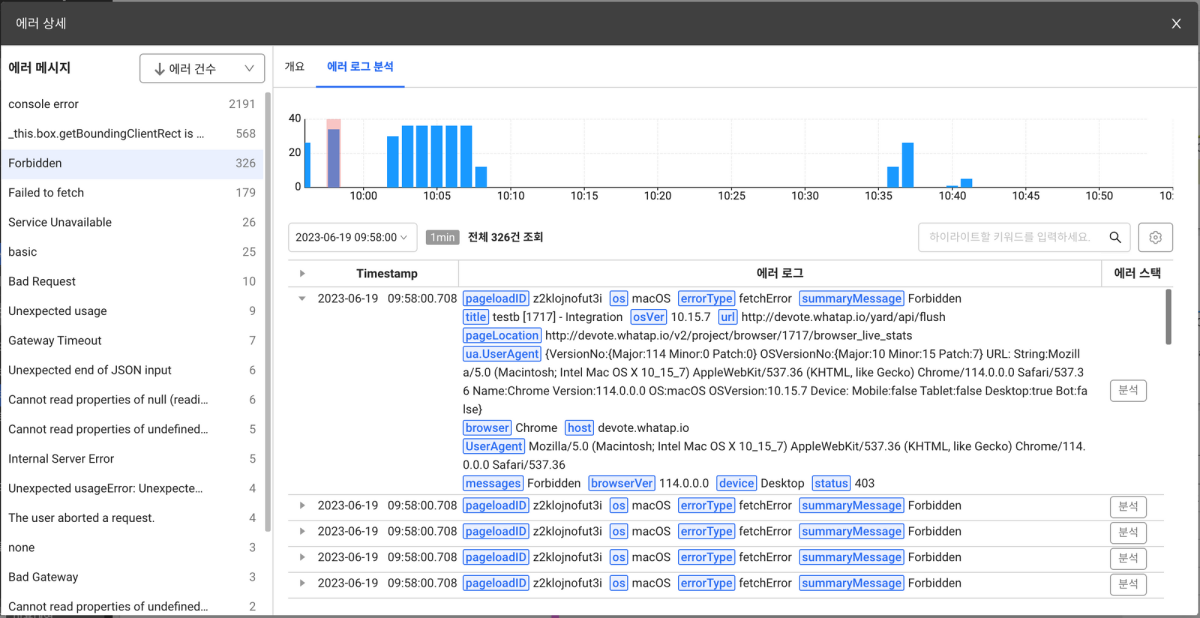 에러 상세
에러 메시지
에러 건수
console error 2191
_this.box.getBoundingClientRect is ... 568
Forbidden 326
Failed to fetch 179
Service Unavailable 26
basic 25
Bad Request 10
Unexpected usage 9
Gateway Timeout 7
Unexpected end of JSON input 6
Cannot read properties of null (readi... 6
Cannot read properties of undefined... 5
Internal Server Error 5
Unexpected usageError: Unexpecte... 4
The user aborted a request. 4
none 3
Bad Gateway 3
Cannot read properties of undefined... 2
개요 에러 로그 분석
40
20
0
10:00 10:05 10:10 10:15 10:20 10:25 10:30 10:35 10:40 10:45 10:50 10:
2023-06-19 09:58:00 1min 전체 326건 조회 하이라이트할 키워드를 입력하세요.
Timestamp 에러 로그 에러 스택
2023-06-19 09:58:00.708 pageloadID z2klojnofut3i os macOS errorType fetchError summaryMessage Forbidden
title testb [1717] - Integration osVer 10.15.7 url http://devote.whatap.io/yard/api/flush
pageLocation http://devote.whatap.io/v2/project/browser/1717/browser_live_stats
ua.UserAgent {VersionNo:{Major:114 Minor:0 Patch:0} OSVersionNo:{Major:10 Minor:15 Patch:7} URL: String:Mozill
a/5.0 (Macintosh; Intel Mac OS X 10_15_7) AppleWebKit/537.36 (KHTML, like Gecko) Chrome/114.0.0.0 Safari/537.3
6 Name:Chrome Version:114.0.0.0 OS:macOS OSVersion:10.15.7 Device: Mobile:false Tablet:false Desktop:true Bot:fa
lse}
분석
browser Chrome host devote.whatap.io
UserAgent Mozilla/5.0 (Macintosh; Intel Mac OS X 10_15_7) AppleWebKit/537.36 (KHTML, like Gecko) Chrome/114.
0.0.0 Safari/537.36
messages Forbidden browserVer 114.0.0.0 device Desktop status 403
2023-06-19 09:58:00.708 pageloadID z2klojnofut3i os macOS errorType fetchError summaryMessage Forbidden 분석
2023-06-19 09:58:00.708 pageloadID z2klojnofut3i os macOS errorType fetchError summaryMessage Forbidden 분석
2023-06-19 09:58:00.708 pageloadID z2klojnofut3i os macOS errorType fetchError summaryMessage Forbidden 분석
2023-06-19 09:58:00.708 pageloadID z2klojnofut3i os macOS errorType fetchError summaryMessage Forbidden 분석